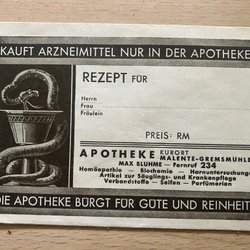 KAUFT ARZNEIMITTEL NUR IN DER APOTHEKE
REZEPT FÜR
Herrn
Frau
Fräulein
PREIS: RM
APOTHEKE KURORT
MALENTE-GREMSMÜHLEN
MAX BLUHME — Fernruf 234
Homöopathie — Biochemie — Harnuntersuchung
Artikel zur Säuglings- und Krankenpflege
Verbandstoffe — Seifen — Parfümerien
DIE APOTHEKE BÜRGT FÜR GÜTE UND REINHEIT